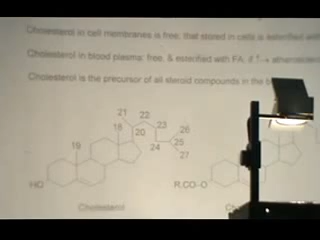 Cholesterol in cell membranes is free; that stored in cells is esterified with
Cholesterol in blood plasma: free, & esterified with FA; if ↑→ atherosclero
Cholesterol is the precursor of all steroid compounds in the b
21
22
18
20
23
26
19
24
25
27
HO
R.CO-O
Cholesterol
Ch